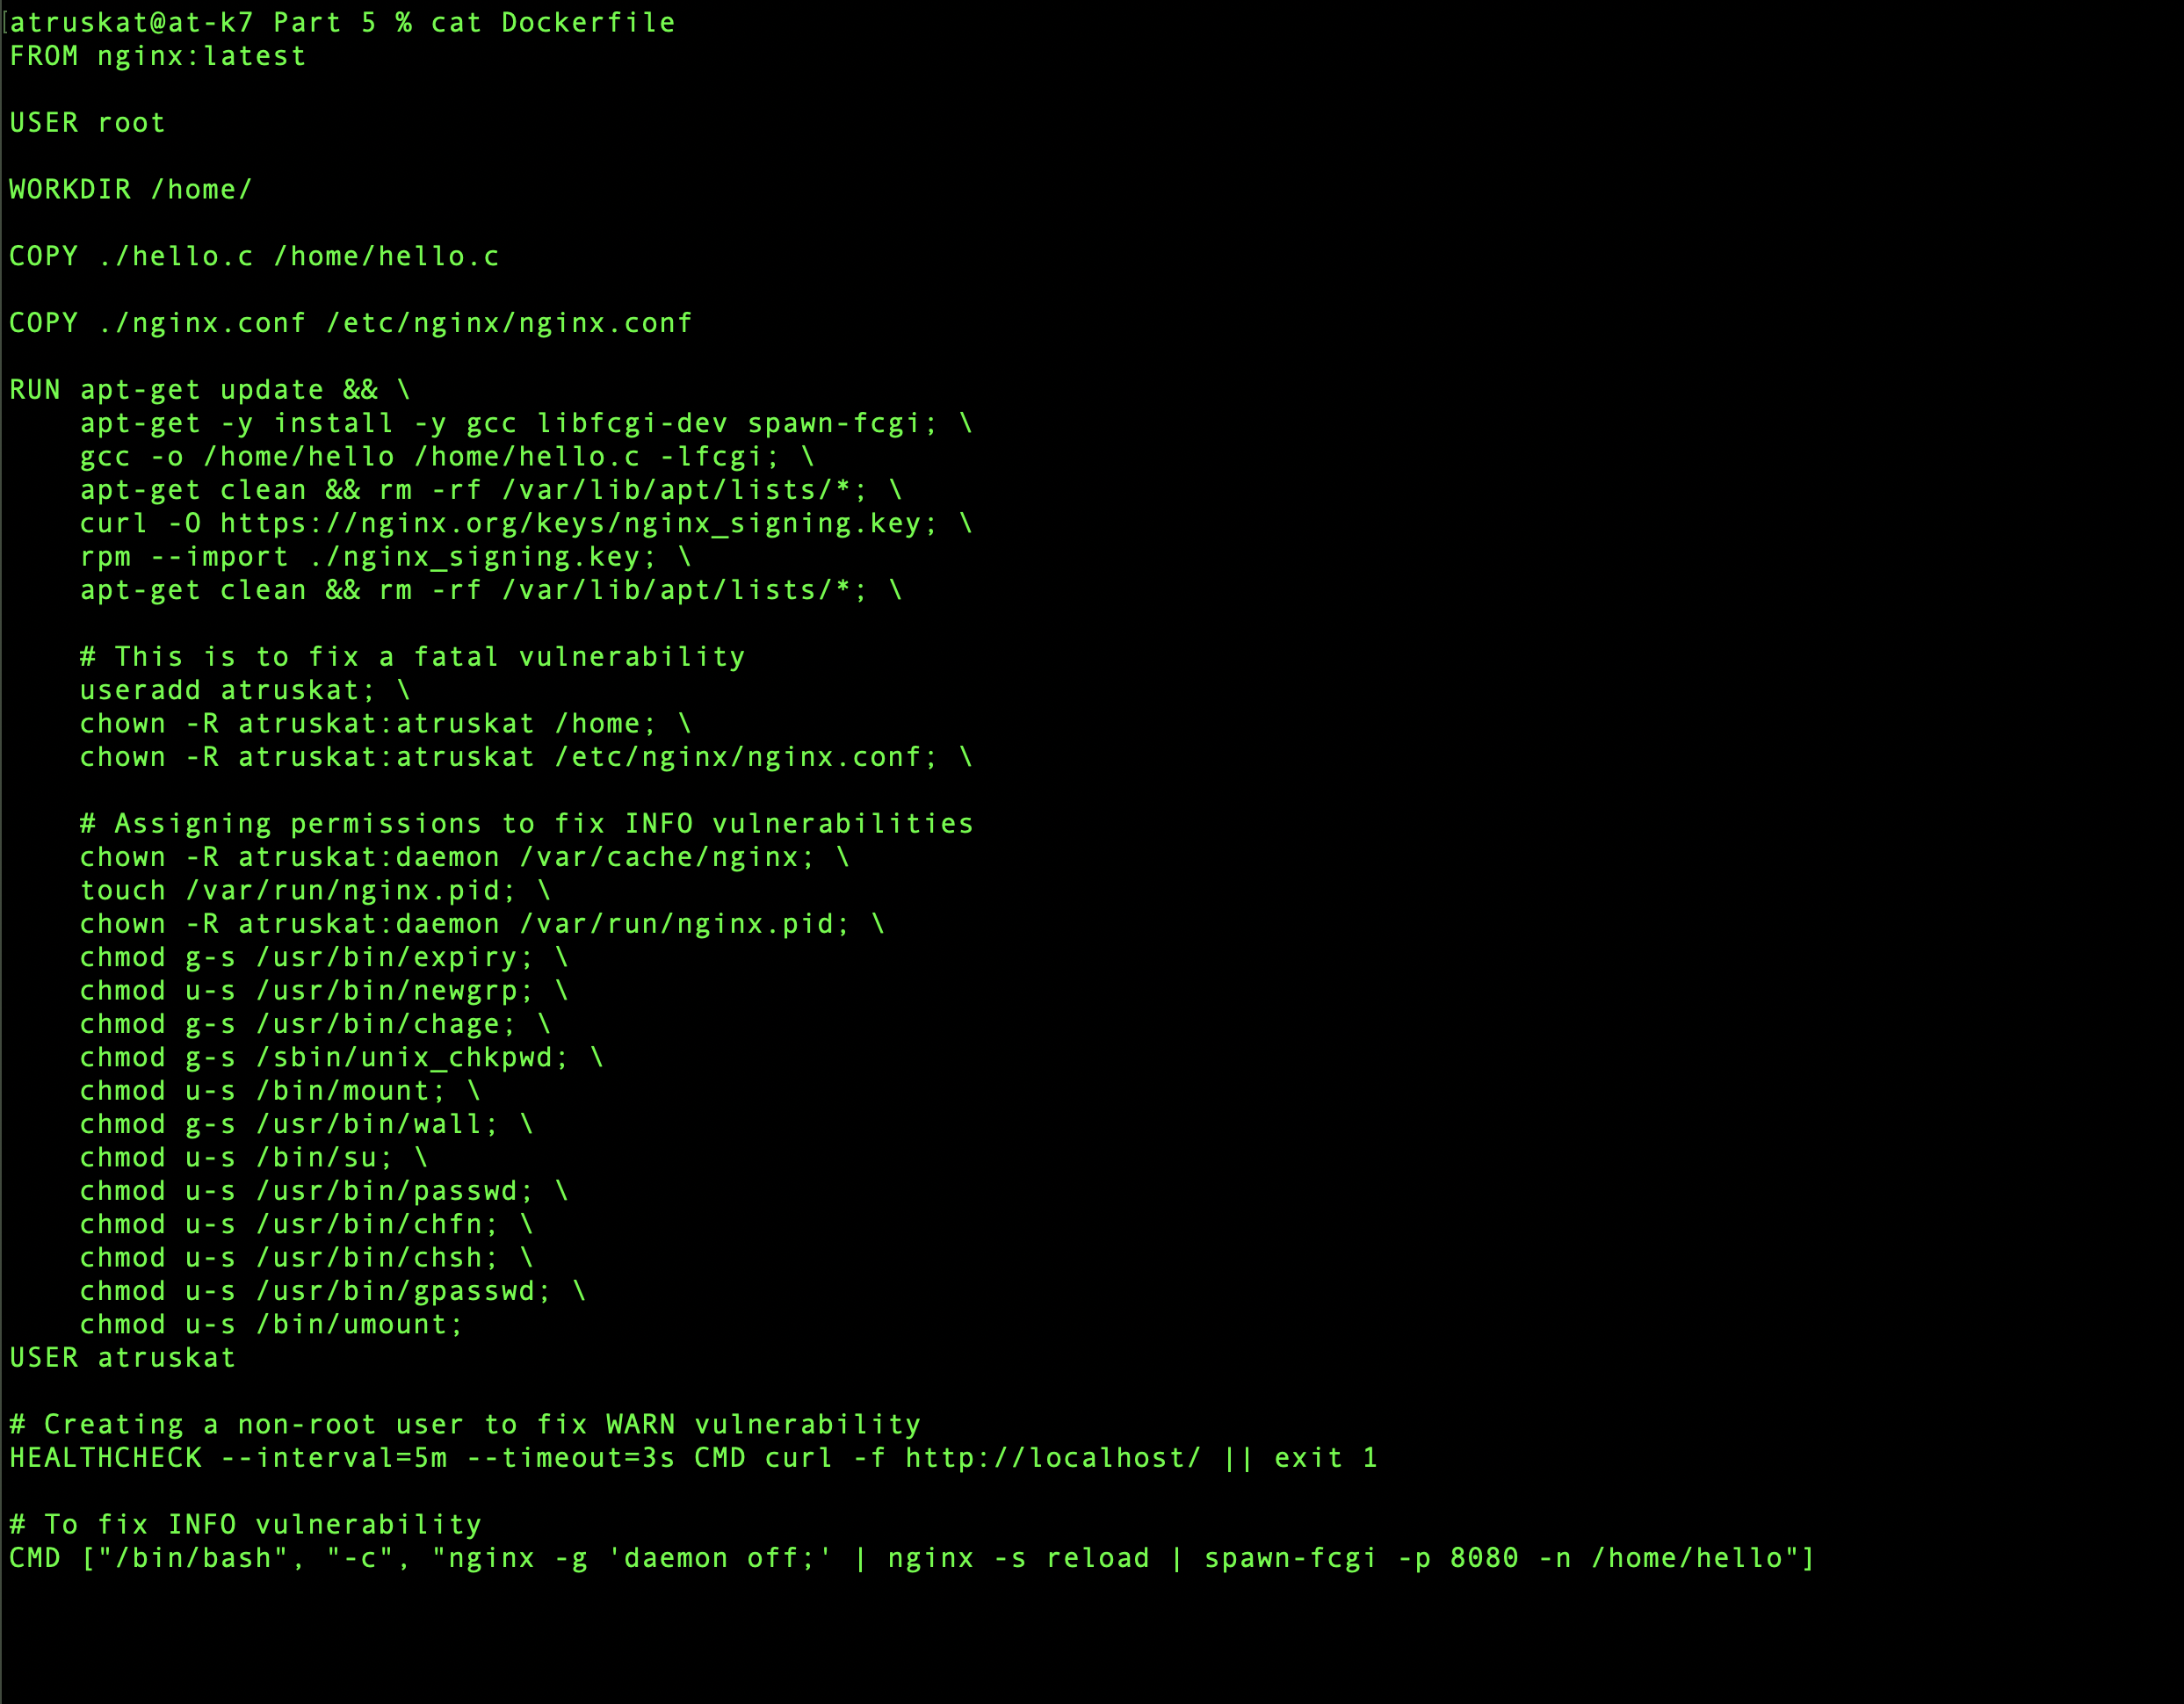 [atruskat@at-k7 Part 5 % cat Dockerfile
FROM nginx:latest

USER root

WORKDIR /home/

COPY ./hello.c /home/hello.c

COPY ./nginx.conf /etc/nginx/nginx.conf

RUN apt-get update && \
    apt-get -y install -y gcc libfcgi-dev spawn-fcgi; \
    gcc -o /home/hello /home/hello.c -lfcgi; \
    apt-get clean && rm -rf /var/lib/apt/lists/*; \
    curl -O https://nginx.org/keys/nginx_signing.key; \
    rpm --import ./nginx_signing.key; \
    apt-get clean && rm -rf /var/lib/apt/lists/*; \

    # This is to fix a fatal vulnerability
    useradd atruskat; \
    chown -R atruskat:atruskat /home; \
    chown -R atruskat:atruskat /etc/nginx/nginx.conf; \

    # Assigning permissions to fix INFO vulnerabilities
    chown -R atruskat:daemon /var/cache/nginx; \
    touch /var/run/nginx.pid; \
    chown -R atruskat:daemon /var/run/nginx.pid; \
    chmod g-s /usr/bin/expiry; \
    chmod u-s /usr/bin/newgrp; \
    chmod g-s /usr/bin/chage; \
    chmod g-s /sbin/unix_chkpwd; \
    chmod u-s /bin/mount; \
    chmod g-s /usr/bin/wall; \
    chmod u-s /bin/su; \
    chmod u-s /usr/bin/passwd; \
    chmod u-s /usr/bin/chfn; \
    chmod u-s /usr/bin/chsh; \
    chmod u-s /usr/bin/gpasswd; \
    chmod u-s /bin/umount;
USER atruskat

# Creating a non-root user to fix WARN vulnerability
HEALTHCHECK --interval=5m --timeout=3s CMD curl -f http://localhost/ || exit 1

# To fix INFO vulnerability
CMD ["/bin/bash", "-c", "nginx -g 'daemon off;' | nginx -s reload | spawn-fcgi -p 8080 -n /home/hello"]